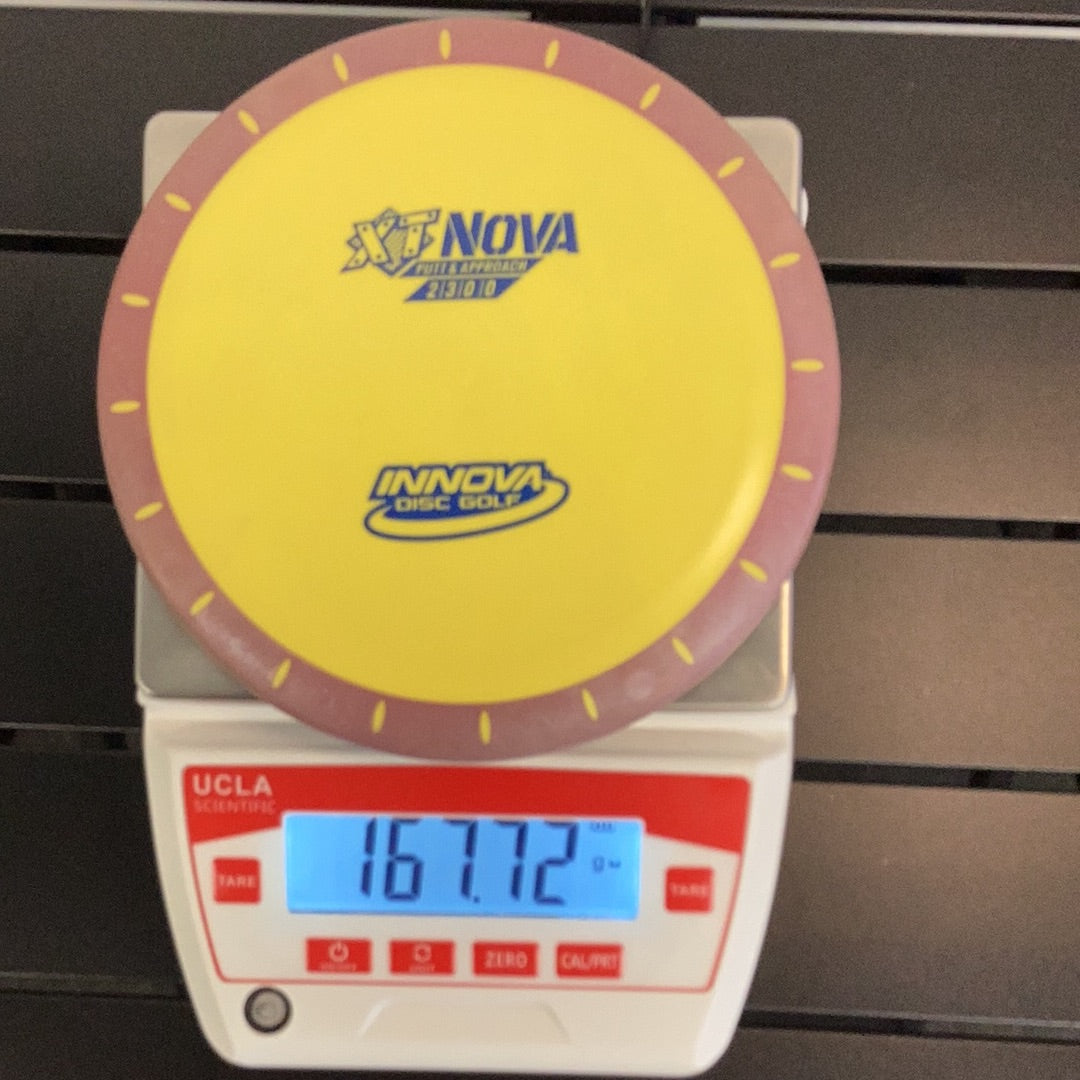 XT NOVA
PUTT & APPROACH
2|3|0|0
INNOVA
DISC GOLF
UCLA
SCIENTIFIC
167.72
g
TARE
TARE
ZERO
CAL/PRT